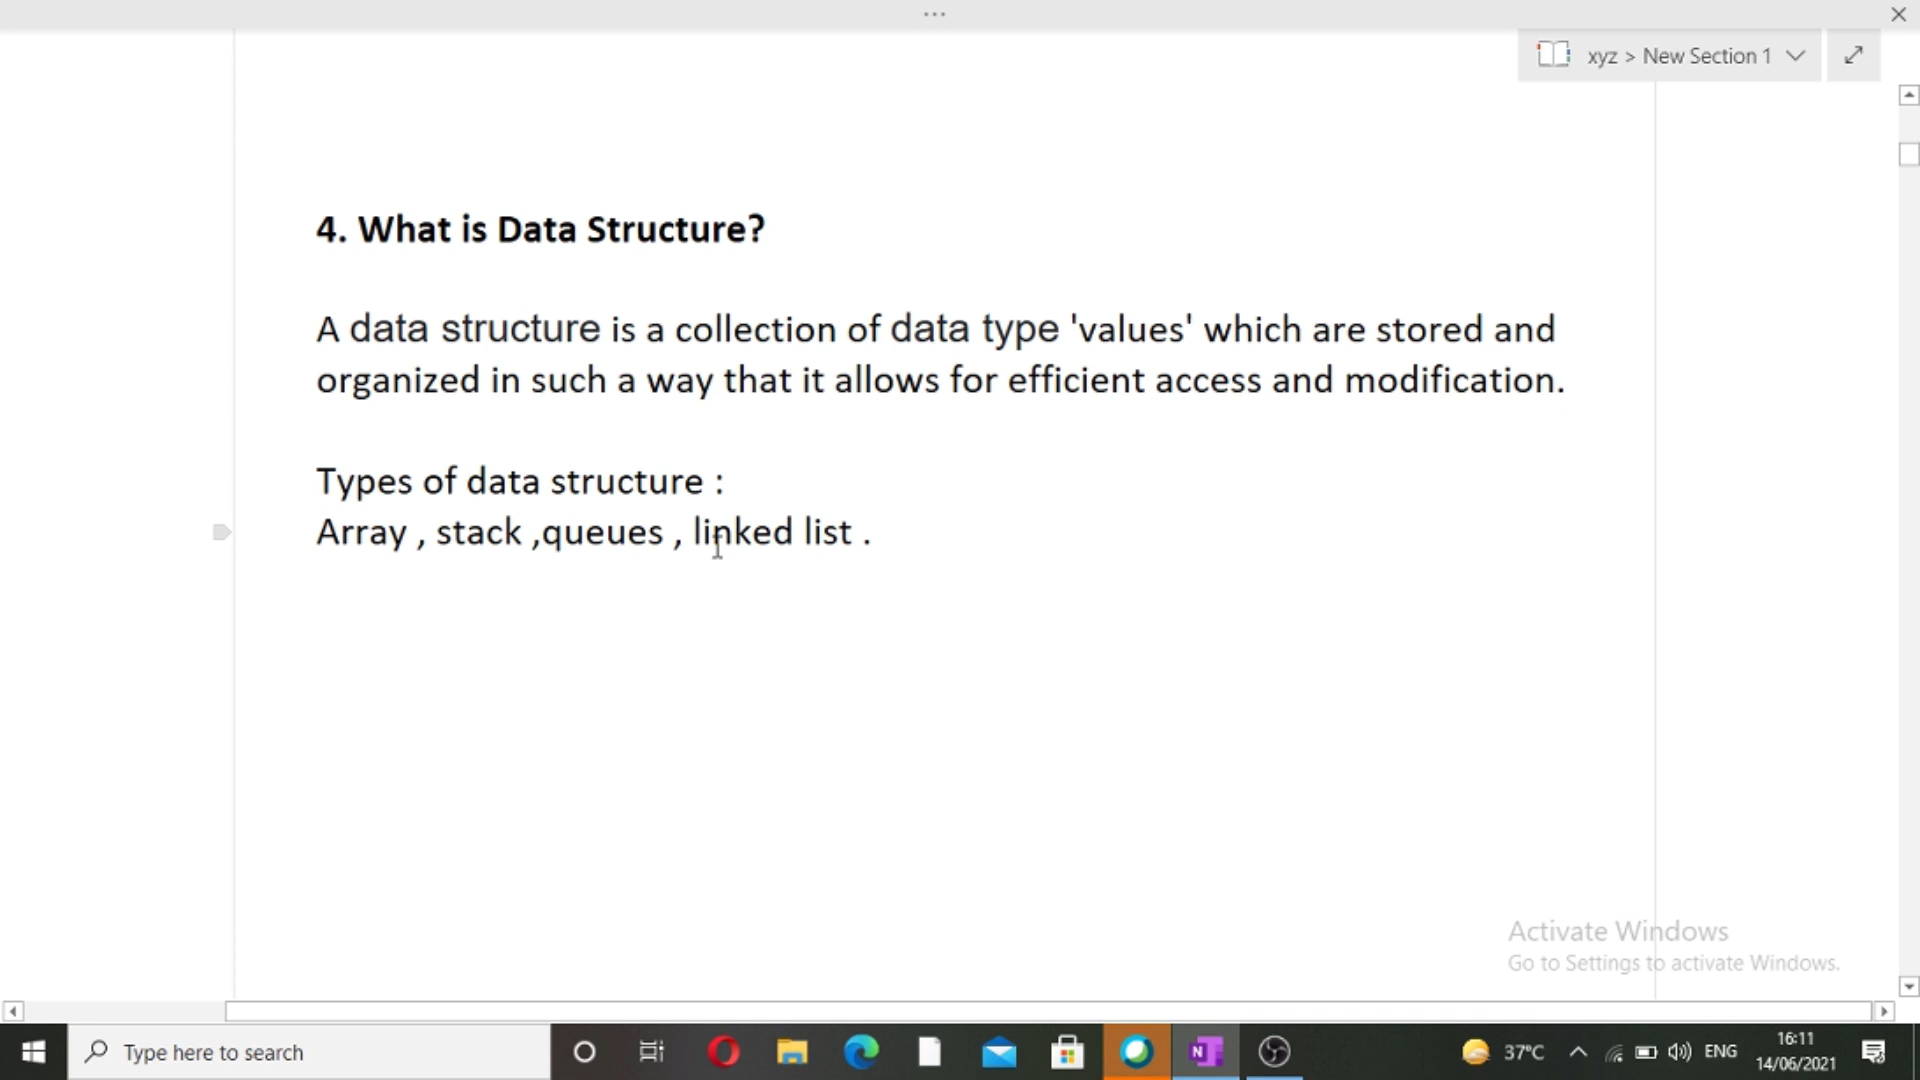 ...
xyz > New Section 1
4. What is Data Structure?
A data structure is a collection of data type 'values' which are stored and
organized in such a way that it allows for efficient access and modification.
Types of data structure :
Array , stack ,queues , linked list .
Activate Windows
Go to Settings to activate Windows.
Type here to search
N
37°C
ENG
16:11
14/06/2021